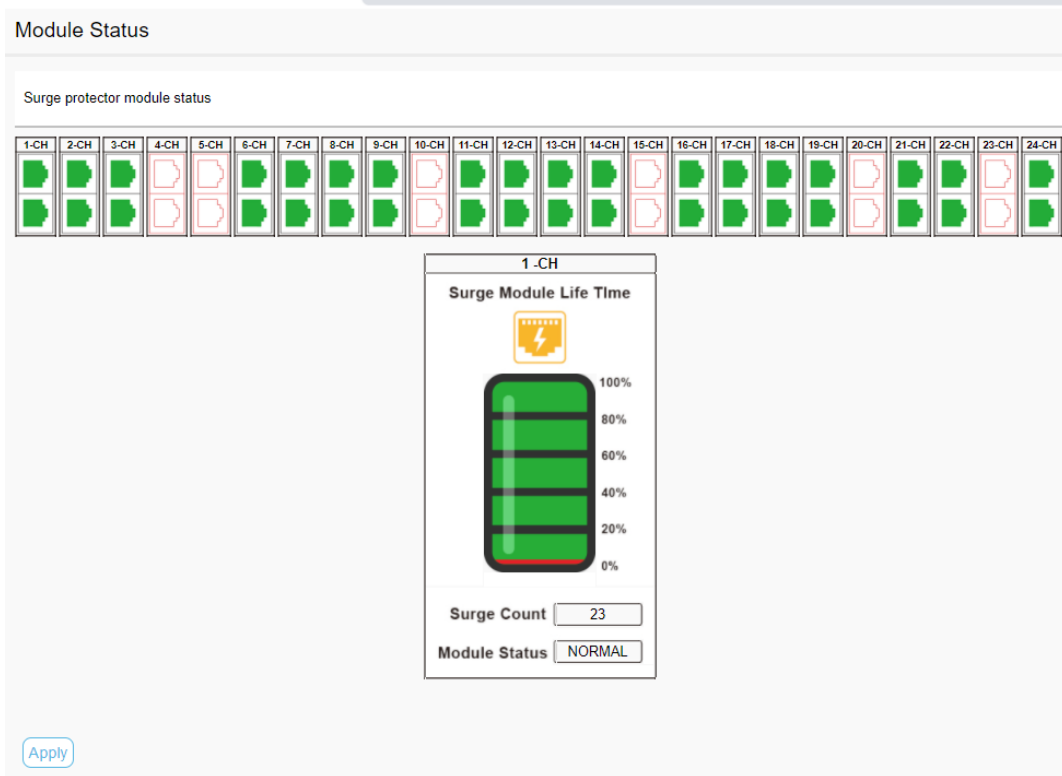 Module Status
Surge protector module status
1-CH 2-CH 3-CH 4-CH 5-CH 6-CH 7-CH 8-CH 9-CH 10-CH 11-CH 12-CH 13-CH 14-CH 15-CH 16-CH 17-CH 18-CH 19-CH 20-CH 21-CH 22-CH 23-CH 24-CH
1 -CH
Surge Module Life TIme
100%
80%
60%
40%
20%
0%
Surge Count 23
Module Status NORMAL
Apply